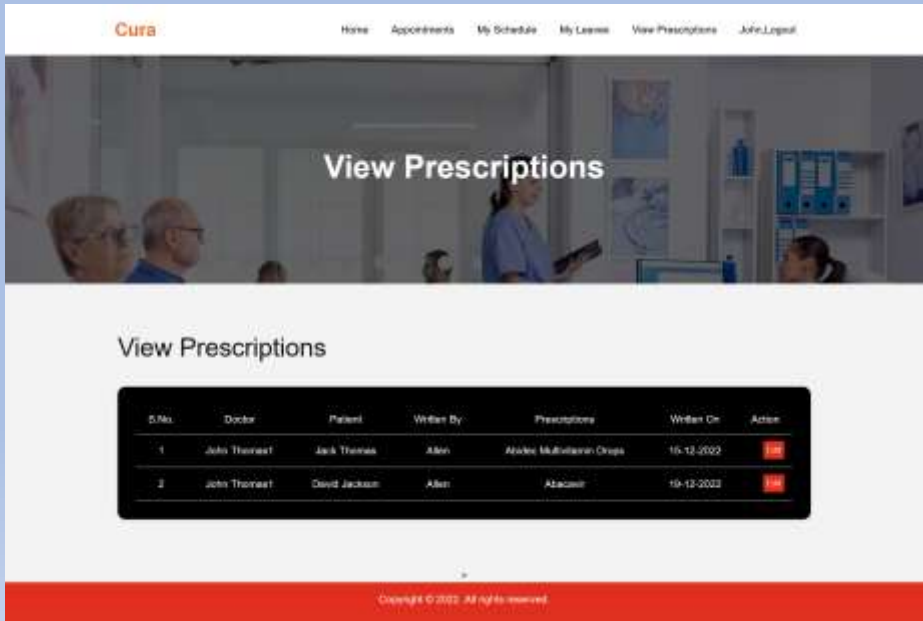 Cura
Home Appointments My Schedule My Leaves View Prescriptions John,Logout
View Prescriptions
View Prescriptions
S.No. Doctor Patient Written By Prescriptions Written On Action
1 John Thomas1 Jack Thomas Allen Abidec Multivitamin Drops 15-12-2022 Edit
2 John Thomas1 David Jackson Allen Abacavir 19-12-2022 Edit
Copyright © 2022. All rights reserved.